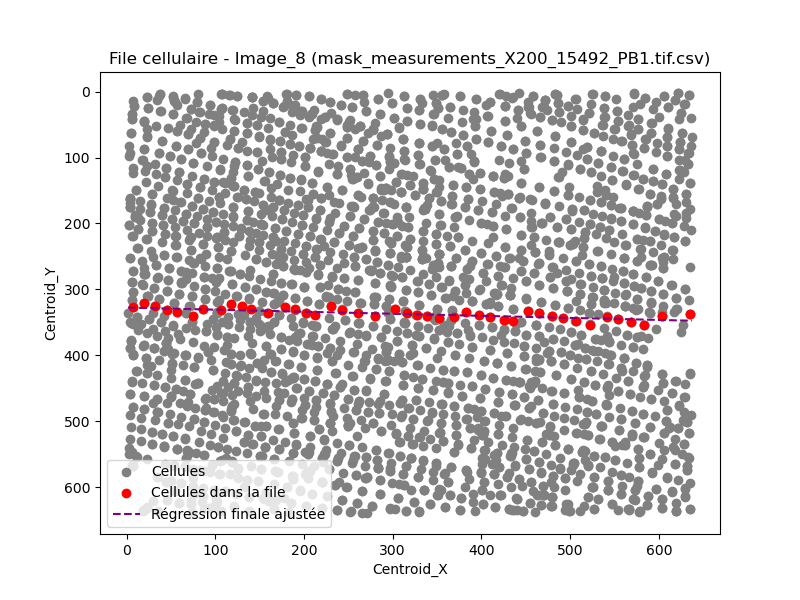 File cellulaire - Image_8 (mask_measurements_X200_15492_PB1.tif.csv)
0
100
200
300
400
500
600
Centroid_Y
Cellules
Cellules dans la file
Régression finale ajustée
0 100 200 300 400 500 600
Centroid_X